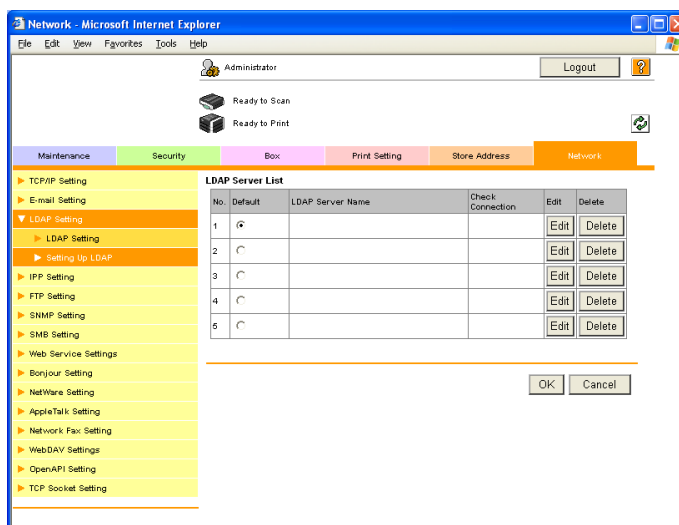 Network - Microsoft Internet Explorer
File Edit View Favorites Tools Help
Administrator
Logout
?
Ready to Scan
Ready to Print
Maintenance Security Box Print Setting Store Address Network
TCP/IP Setting
E-mail Setting
LDAP Setting
LDAP Setting
Setting Up LDAP
IPP Setting
FTP Setting
SNMP Setting
SMB Setting
Web Service Settings
Bonjour Setting
NetWare Setting
AppleTalk Setting
Network Fax Setting
WebDAV Settings
OpenAPI Setting
TCP Socket Setting
LDAP Server List
No. Default LDAP Server Name Check Connection Edit Delete
1 Edit Delete
2 Edit Delete
3 Edit Delete
4 Edit Delete
5 Edit Delete
OK Cancel